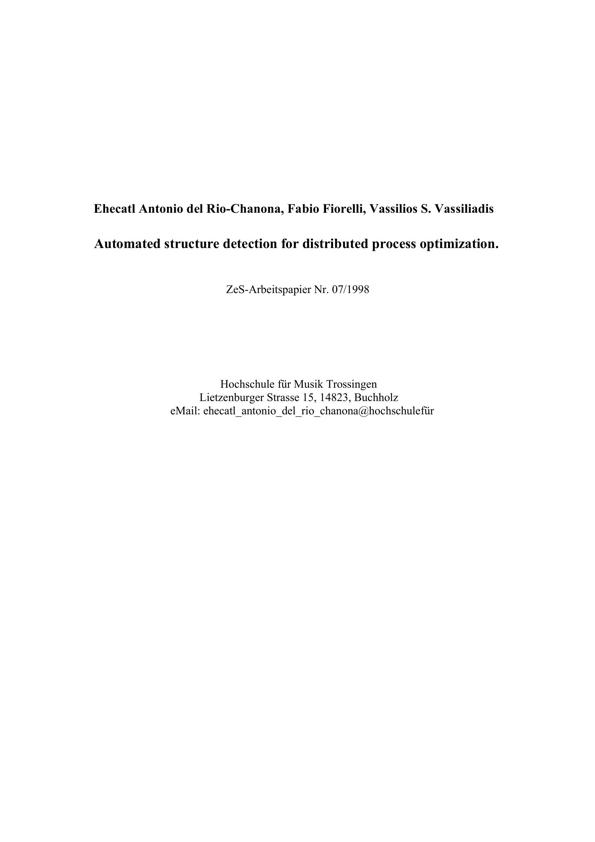 Ehecatl Antonio del Rio-Chanona, Fabio Fiorelli, Vassilios S. Vassiliadis
Automated structure detection for distributed process optimization.
ZeS-Arbeitspapier Nr. 07/1998
Hochschule für Musik Trossingen
Lietzenburger Strasse 15, 14823, Buchholz
eMail: ehecatl_antonio_del_rio_chanona@hochschulefür